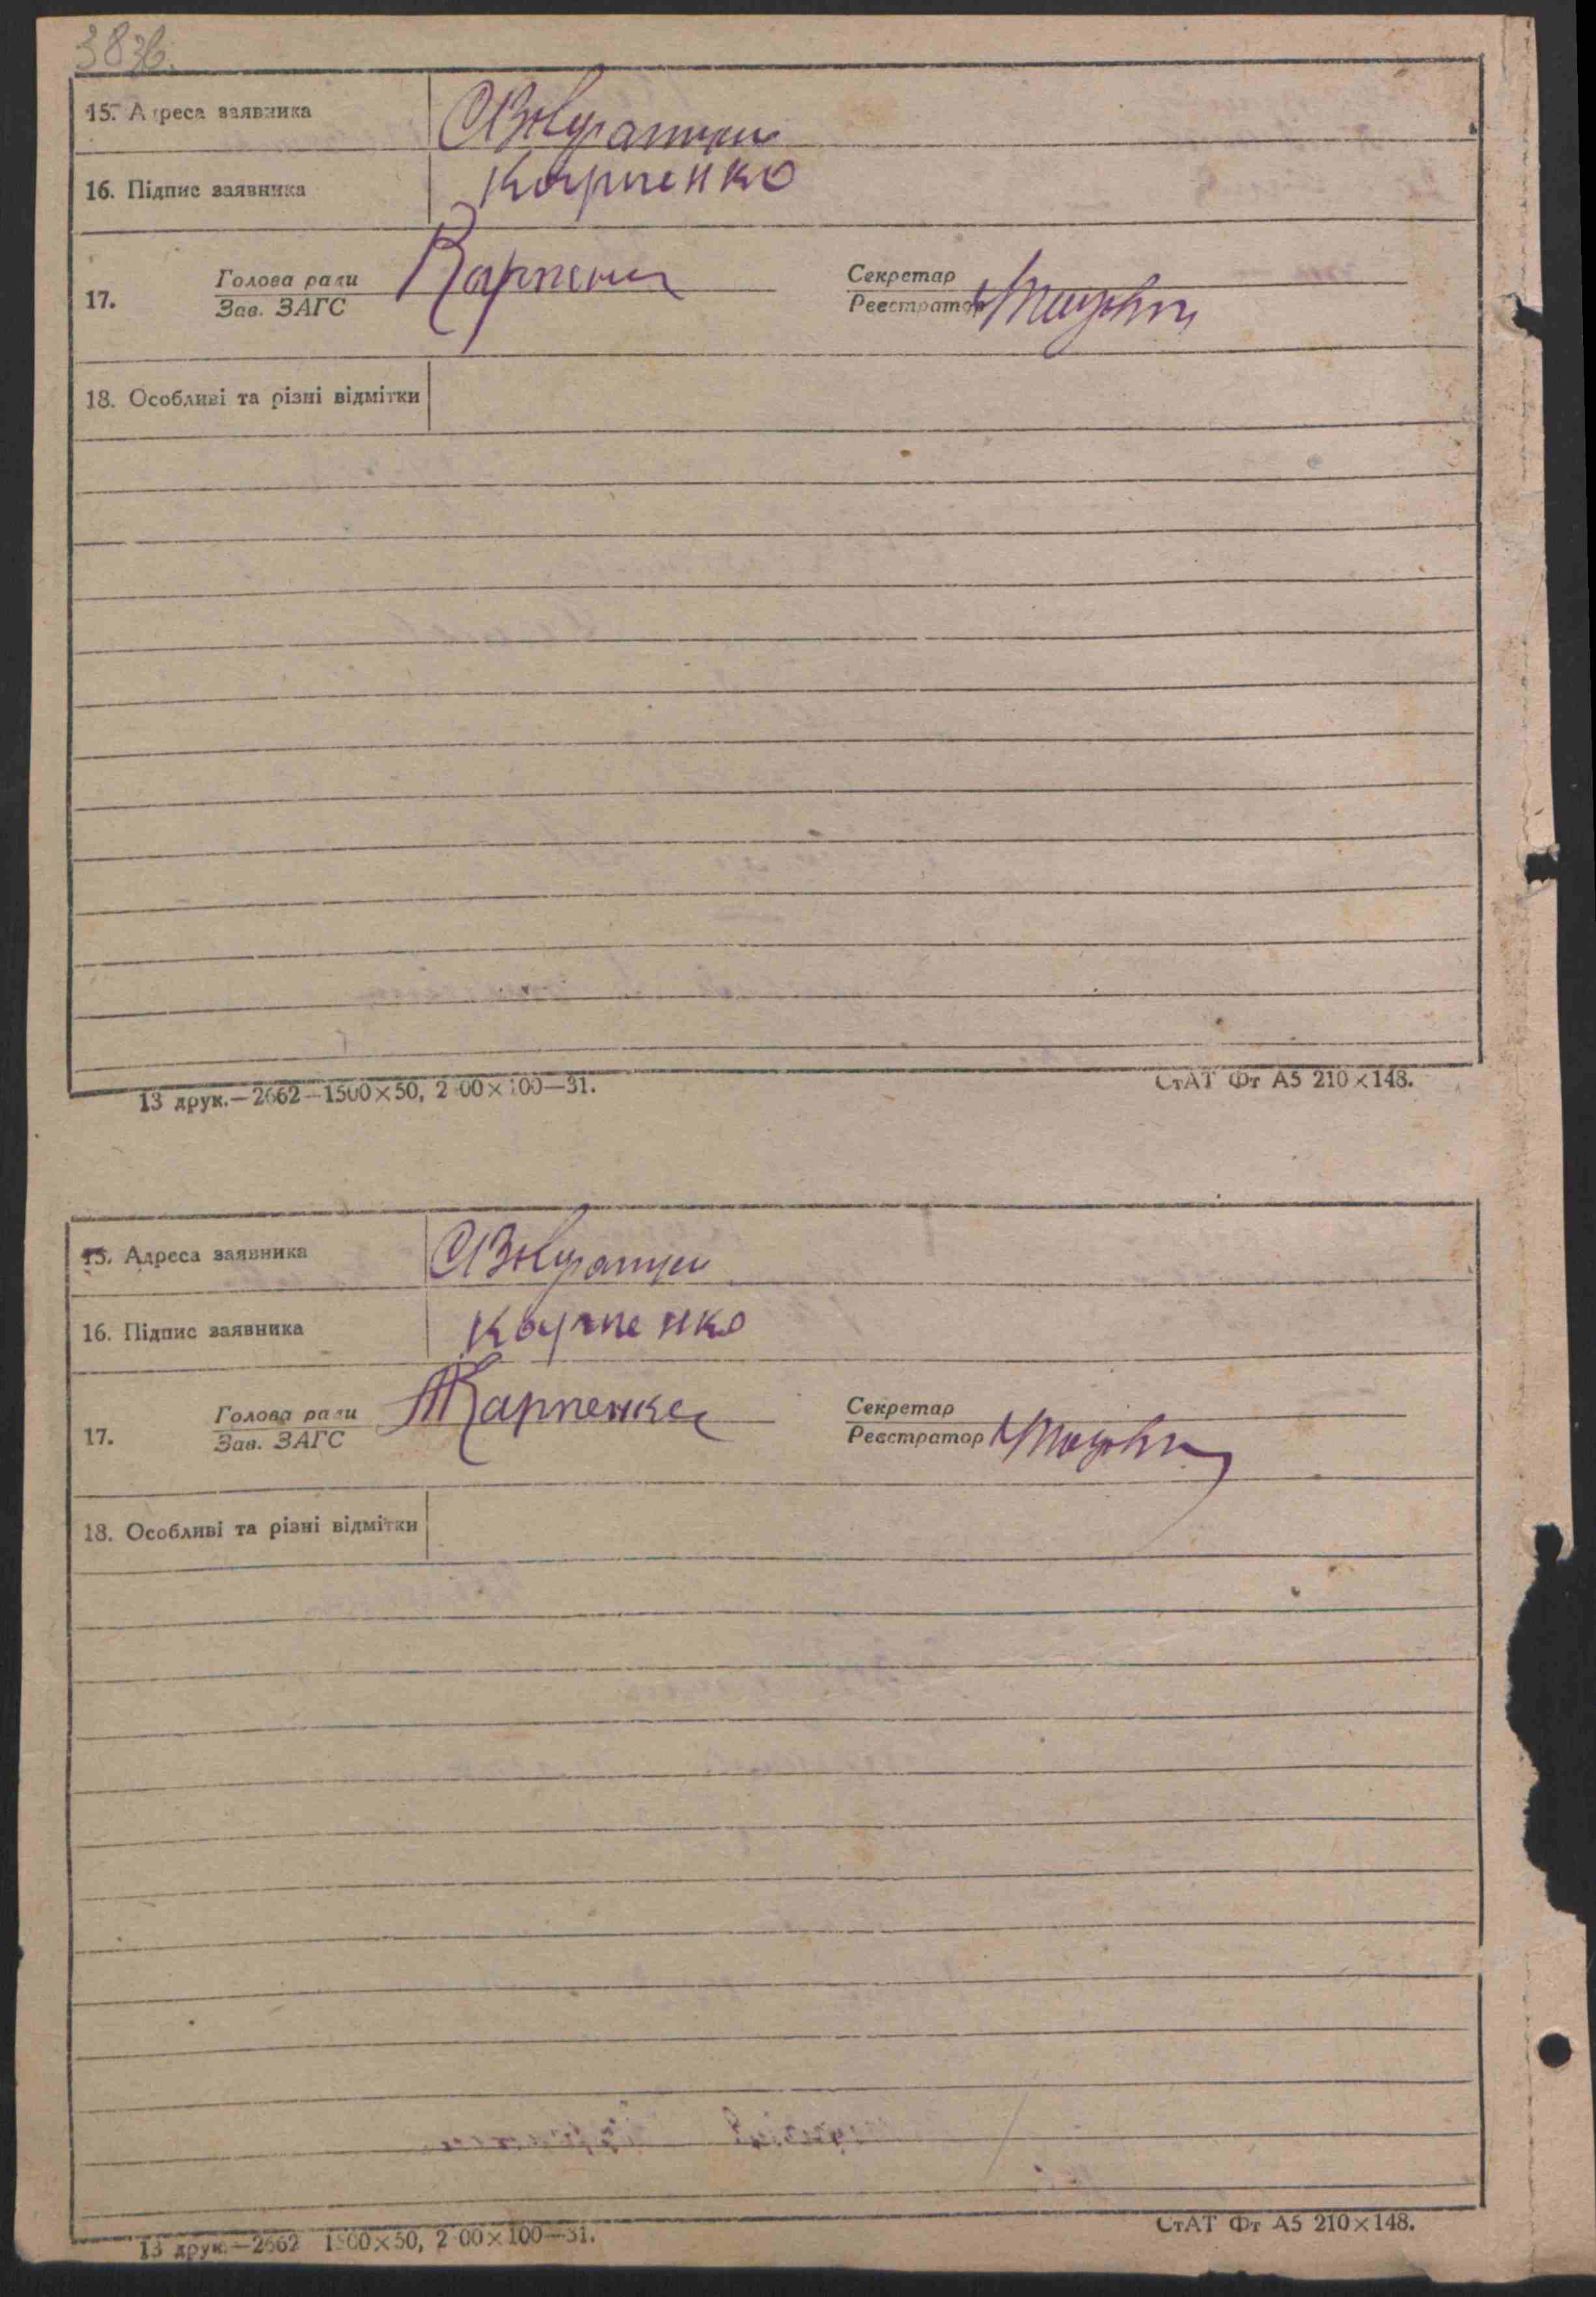 383в.
15. Адреса заявника
16. Підпис заявника Карпенко
17. Голова ради Секретар
Зав. ЗАГС Реєстратор
18. Особливі та різні відмітки
13 друк.—2662—1500×50, 2 00×100—31. СтАТ Фт А5 210×148.
15. Адреса заявника
16. Підпис заявника Карпенко
17. Голова ради Карпенко Секретар
Зав. ЗАГС Реєстратор
18. Особливі та різні відмітки
13 друк.—2662 1500×50, 2 00×100—31. СтАТ Фт А5 210×148.